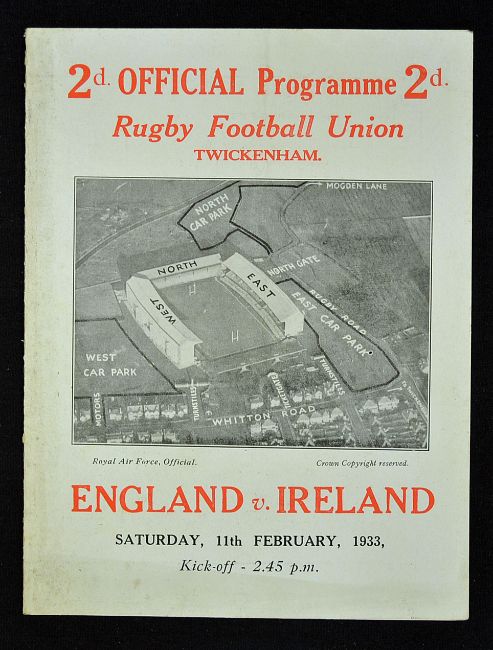 2d. OFFICIAL Programme 2d.
Rugby Football Union
TWICKENHAM.
MOGDEN LANE
NORTH
CAR PARK
NORTH GATE
NORTH
EAST
WEST
RUGBY ROAD
EAST CAR PARK
WEST
CAR PARK
MOTORS
TURNSTILES
TURNSTILES
WHITTON ROAD
Royal Air Force, Official.
Crown Copyright reserved.
ENGLAND v. IRELAND
SATURDAY, 11th FEBRUARY, 1933,
Kick-off - 2.45 p.m.